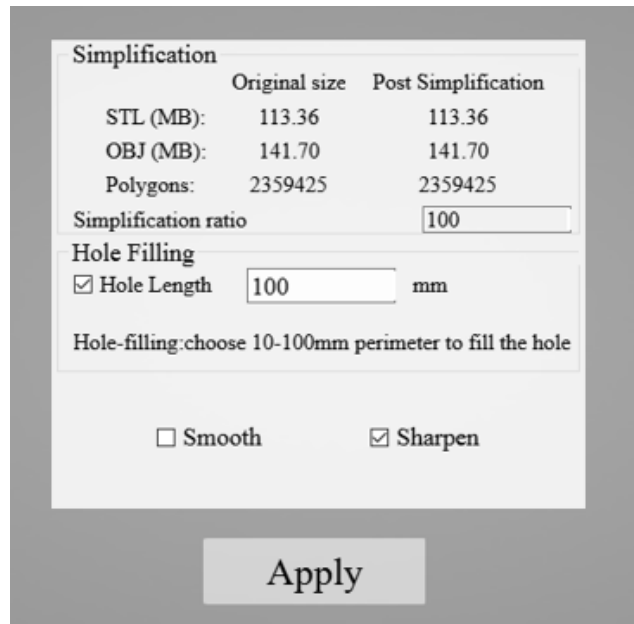 Simplification
Original size Post Simplification
STL (MB): 113.36 113.36
OBJ (MB): 141.70 141.70
Polygons: 2359425 2359425
Simplification ratio 100
Hole Filling
Hole Length 100 mm
Hole-filling:choose 10-100mm perimeter to fill the hole
Smooth Sharpen
Apply